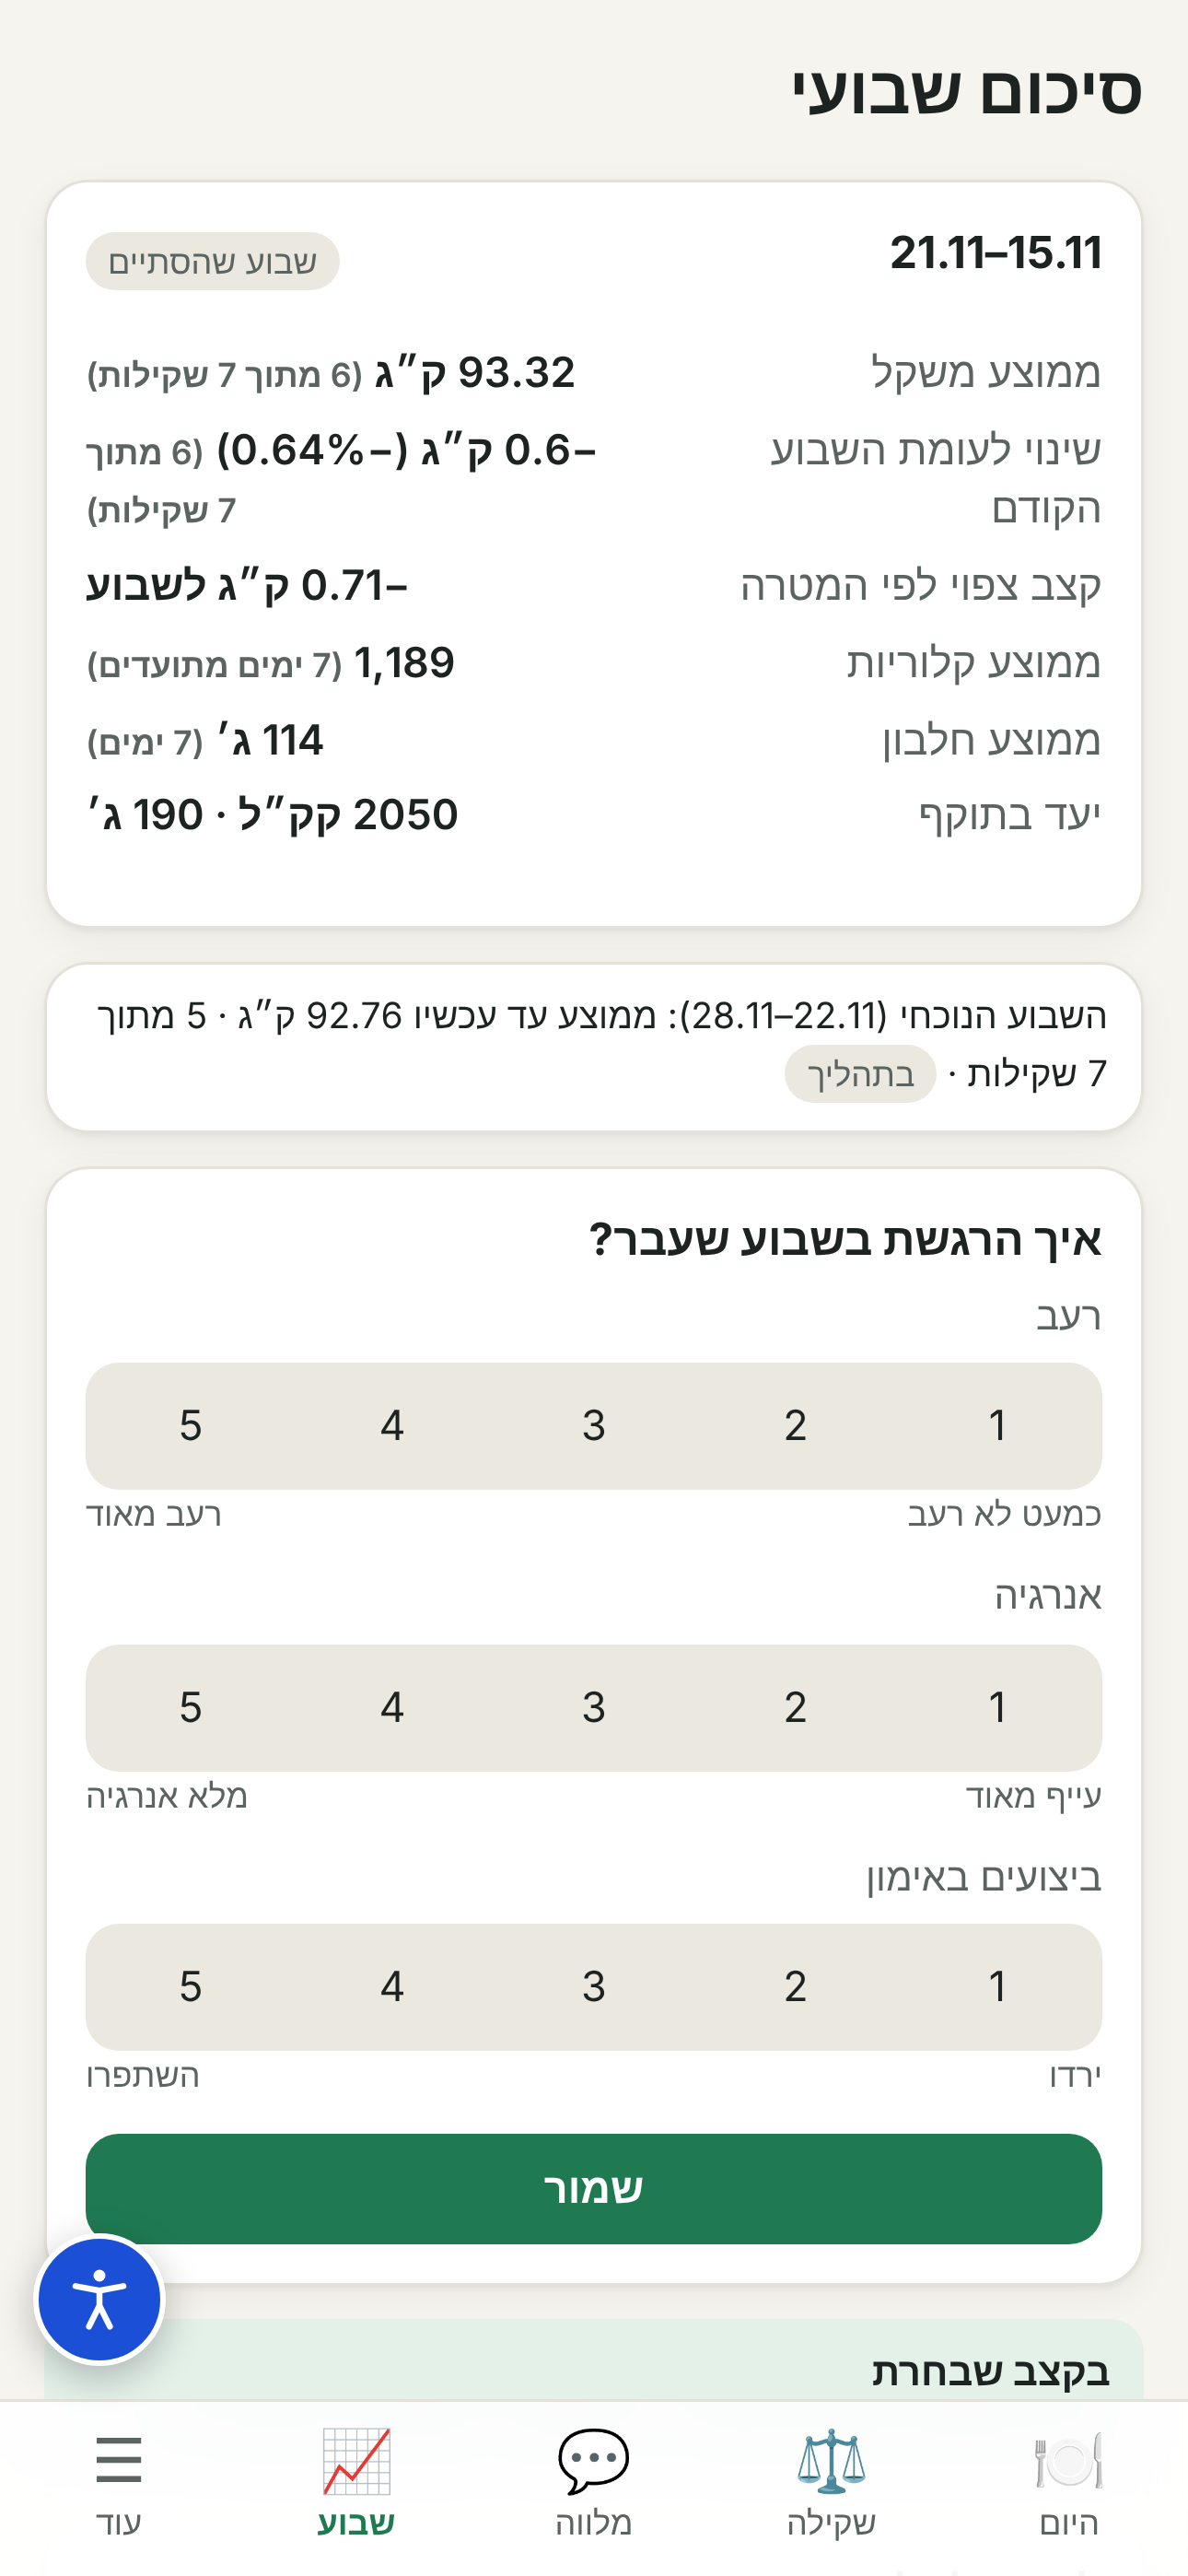 סיכום שבועי
15.11–21.11
שבוע שהסתיים
ממוצע משקל
93.32 ק״ג (6 מתוך 7 שקילות)
שינוי לעומת השבוע
הקודם
−0.6 ק״ג (−0.64%) (6 מתוך
7 שקילות)
קצב צפוי לפי המטרה
−0.71 ק״ג לשבוע
ממוצע קלוריות
1,189 (7 ימים מתועדים)
ממוצע חלבון
114 ג׳ (7 ימים)
יעד בתוקף
2050 קק״ל · 190 ג׳
השבוע הנוכחי (22.11–28.11): ממוצע עד עכשיו 92.76 ק״ג · 5 מתוך
7 שקילות · בתהליך
איך הרגשת בשבוע שעבר?
רעב
1 2 3 4 5
כמעט לא רעב
רעב מאוד
אנרגיה
1 2 3 4 5
עייף מאוד
מלא אנרגיה
ביצועים באימון
1 2 3 4 5
ירדו
השתפרו
שמור
בקצב שבחרת
היום
שקילה
מלווה
שבוע
עוד